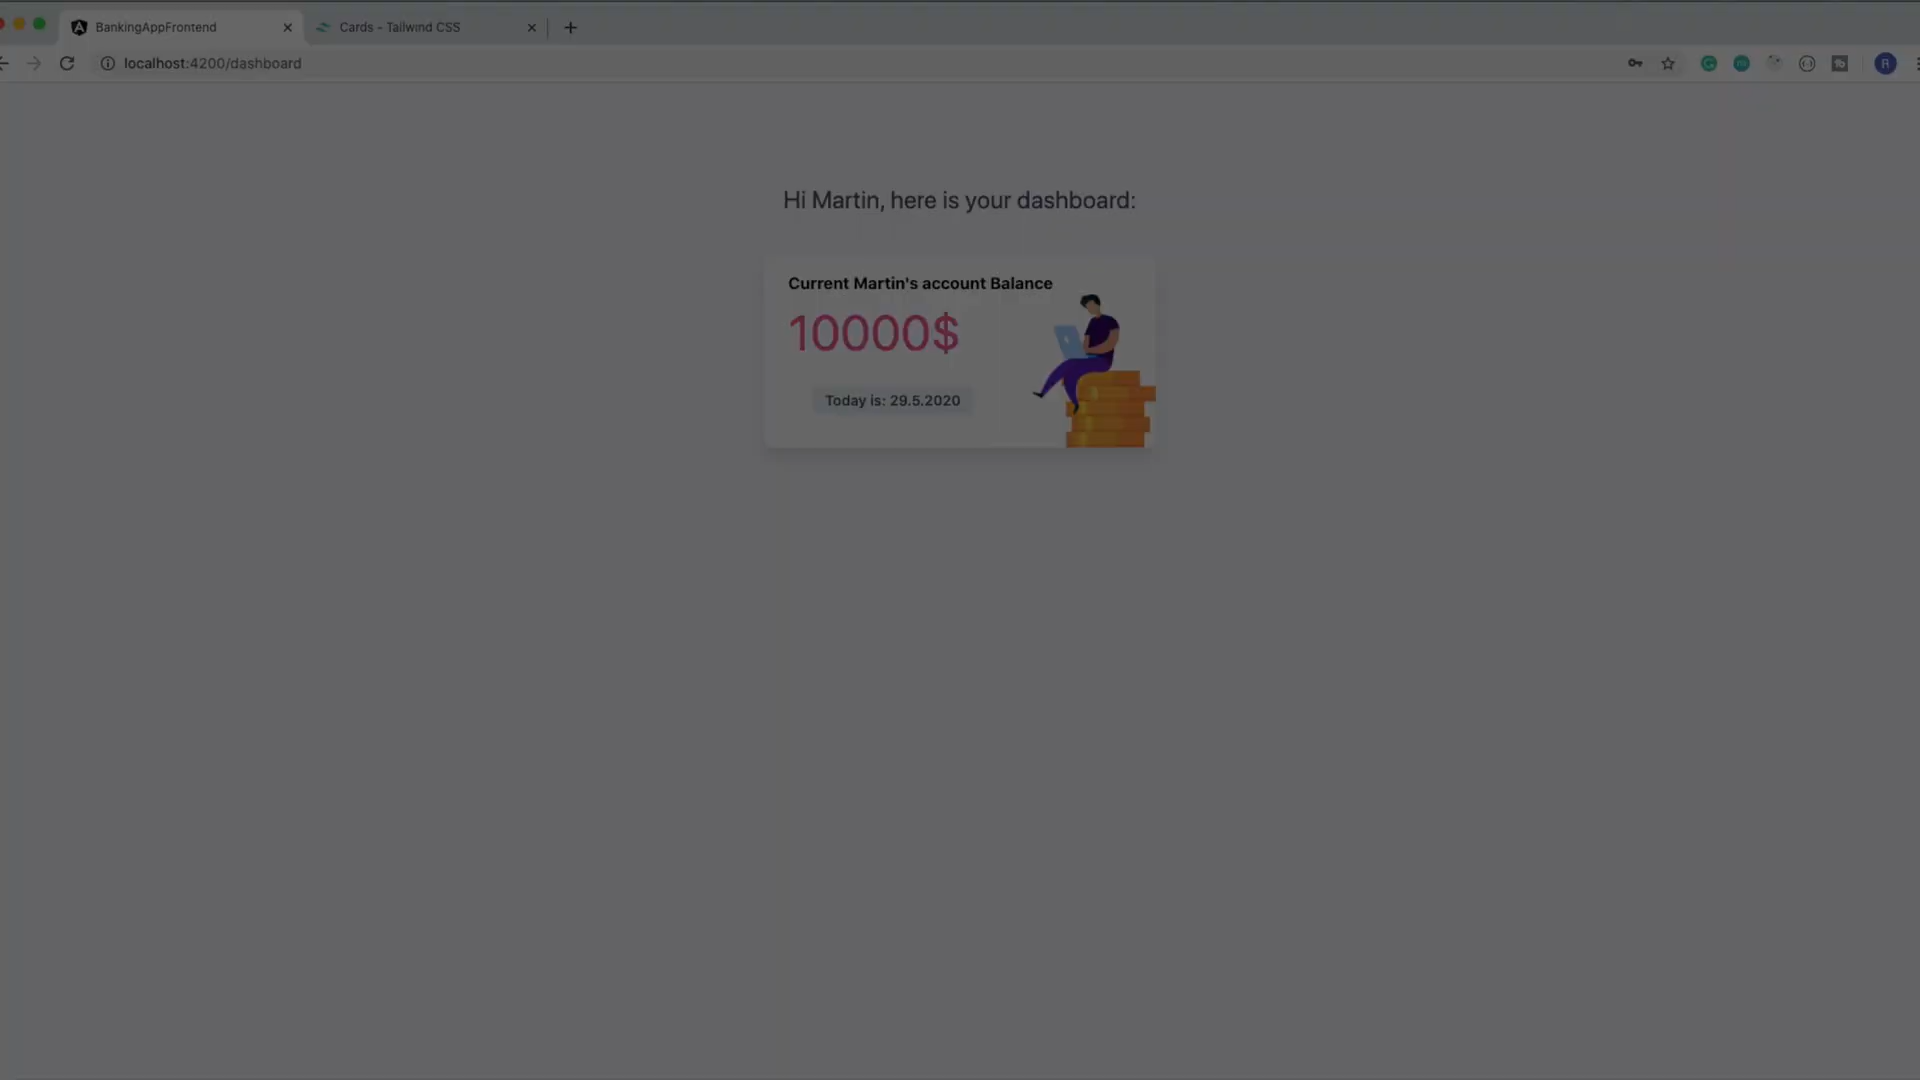 BankingAppFrontend
Cards - Tailwind CSS
localhost:4200/dashboard
R
Hi Martin, here is your dashboard:
Current Martin's account Balance
10000$
Today is: 29.5.2020